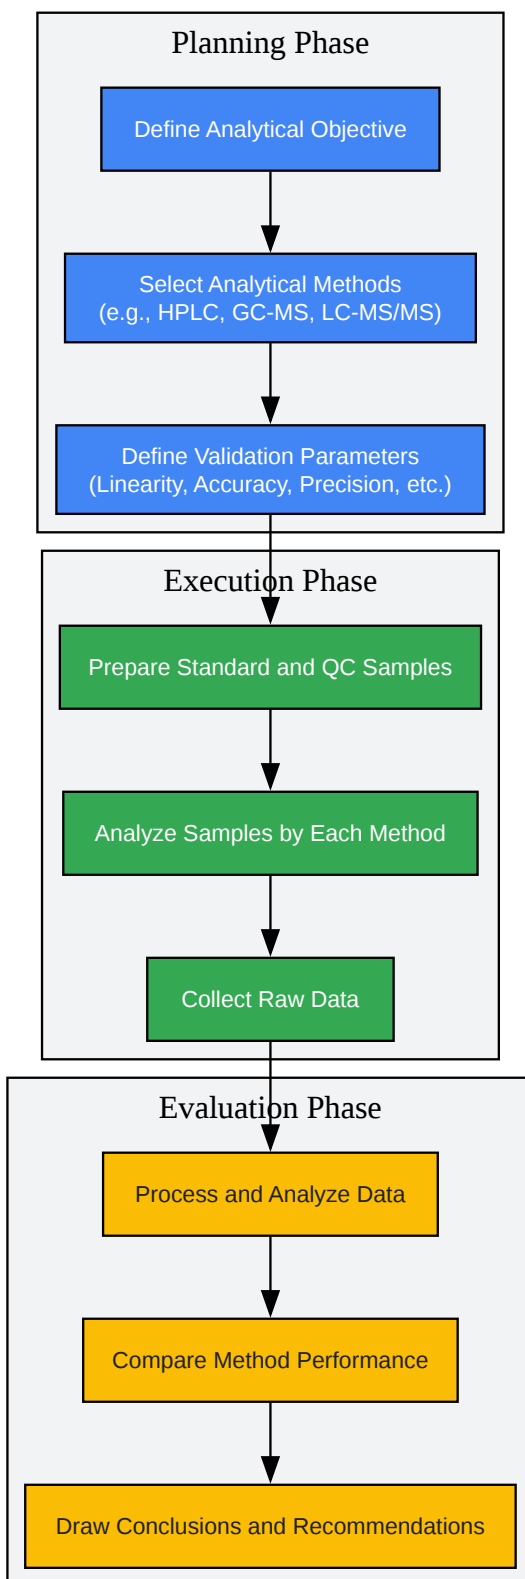 Planning Phase
Define Analytical Objective
Select Analytical Methods
(e.g., HPLC, GC-MS, LC-MS/MS)
Define Validation Parameters
(Linearity, Accuracy, Precision, etc.)
Execution Phase
Prepare Standard and QC Samples
Analyze Samples by Each Method
Collect Raw Data
Evaluation Phase
Process and Analyze Data
Compare Method Performance
Draw Conclusions and Recommendations